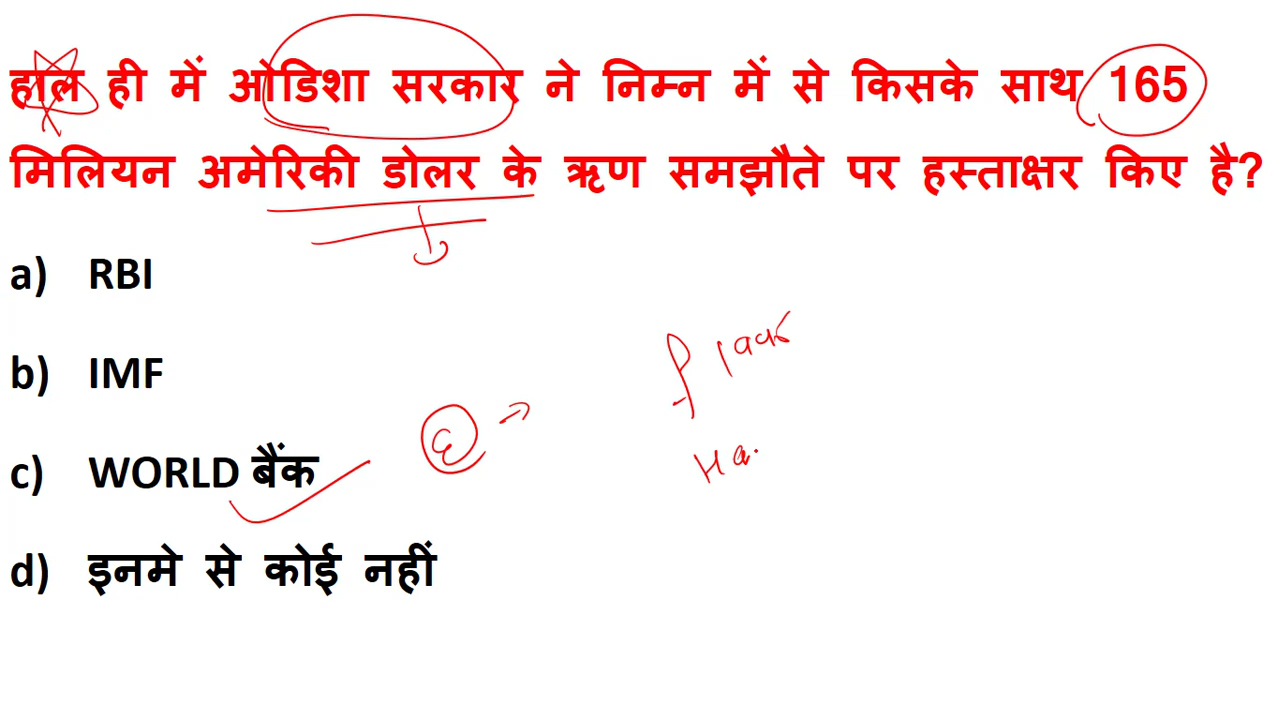 हाल ही में ओडिशा सरकार ने निम्न में से किसके साथ 165
मिलियन अमेरिकी डोलर के ऋण समझौते पर हस्ताक्षर किए है?
a) RBI
b) IMF
c) WORLD बैंक
d) इनमे से कोई नहीं